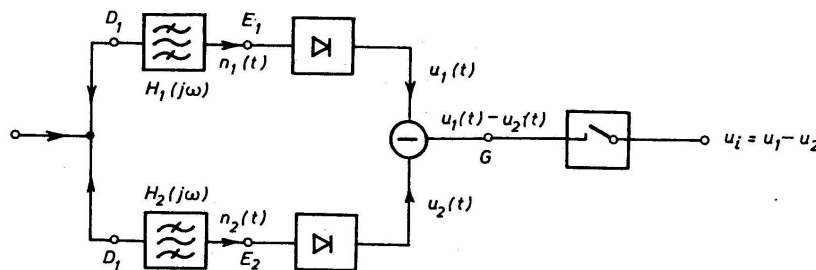 D₁
E₁
n₁(t)
H₁(jω)
u₁(t)
u₁(t) − u₂(t)
G
uᵢ = u₁ − u₂
H₂(jω)
n₂(t)
u₂(t)
D₁
E₂